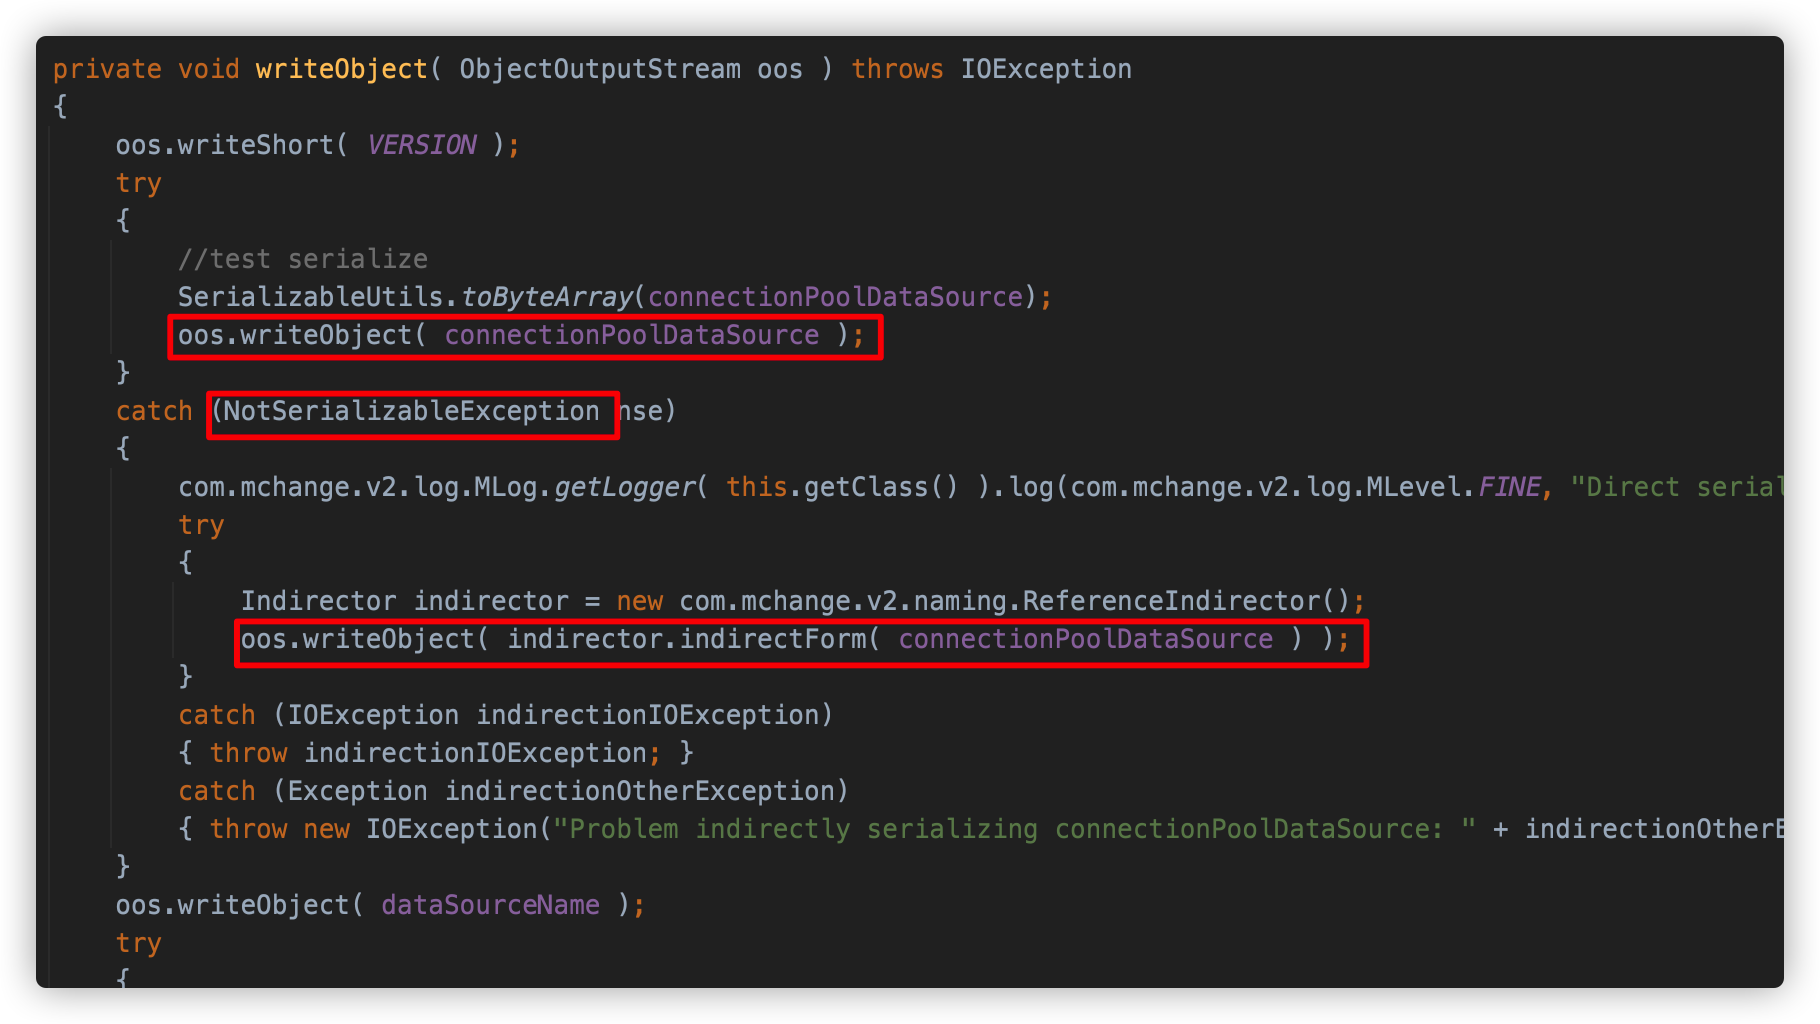 private void writeObject( ObjectOutputStream oos ) throws IOException
{
oos.writeShort( VERSION );
try
{
//test serialize
SerializableUtils.toByteArray(connectionPoolDataSource);
oos.writeObject( connectionPoolDataSource );
}
catch (NotSerializableException nse)
{
com.mchange.v2.log.MLog.getLogger( this.getClass() ).log(com.mchange.v2.log.MLevel.FINE, "Direct serial
try
{
Indirector indirector = new com.mchange.v2.naming.ReferenceIndirector();
oos.writeObject( indirector.indirectForm( connectionPoolDataSource ) );
}
catch (IOException indirectionIOException)
{ throw indirectionIOException; }
catch (Exception indirectionOtherException)
{ throw new IOException("Problem indirectly serializing connectionPoolDataSource: " + indirectionOtherE
}
oos.writeObject( dataSourceName );
try
{